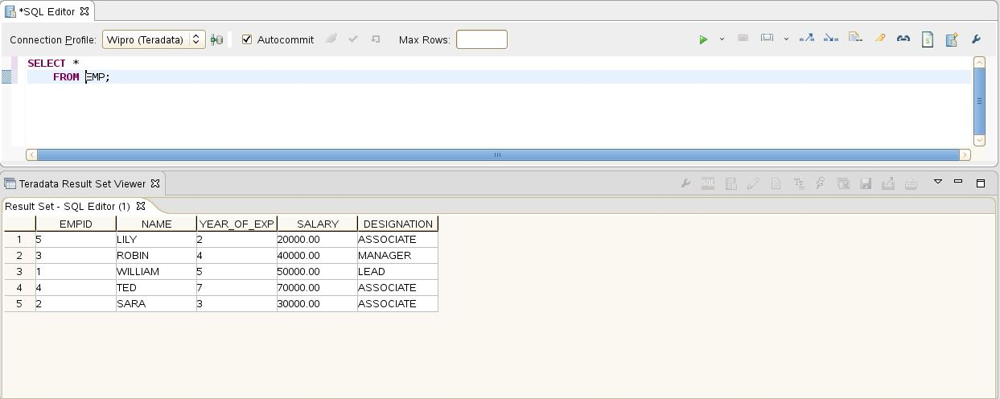 *SQL Editor
Connection Profile: Wipro (Teradata) Autocommit Max Rows:
SELECT *
FROM EMP;
Teradata Result Set Viewer
Result Set - SQL Editor (1)
EMPID NAME YEAR_OF_EXP SALARY DESIGNATION
1 5 LILY 2 20000.00 ASSOCIATE
2 3 ROBIN 4 40000.00 MANAGER
3 1 WILLIAM 5 50000.00 LEAD
4 4 TED 7 70000.00 ASSOCIATE
5 2 SARA 3 30000.00 ASSOCIATE